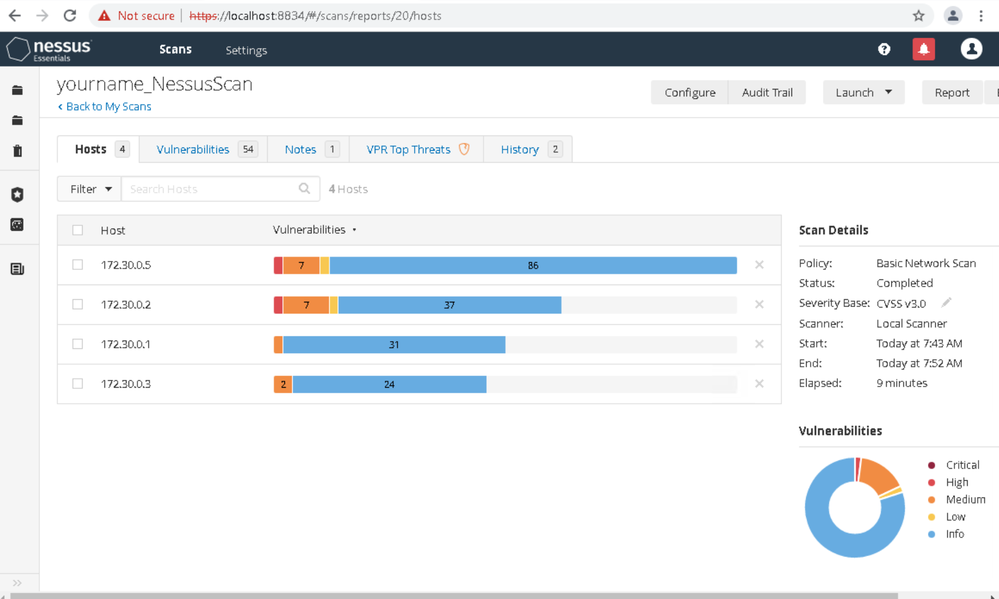 Not secure https://localhost:8834/#/scans/reports/20/hosts
nessus
Essentials
Scans Settings
yourname_NessusScan
Back to My Scans
Configure Audit Trail Launch Report
Hosts 4 Vulnerabilities 54 Notes 1 VPR Top Threats History 2
Filter Search Hosts 4 Hosts
Host Vulnerabilities
172.30.0.5 7 86
172.30.0.2 7 37
172.30.0.1 31
172.30.0.3 2 24
Scan Details
Policy: Basic Network Scan
Status: Completed
Severity Base: CVSS v3.0
Scanner: Local Scanner
Start: Today at 7:43 AM
End: Today at 7:52 AM
Elapsed: 9 minutes
Vulnerabilities
Critical
High
Medium
Low
Info